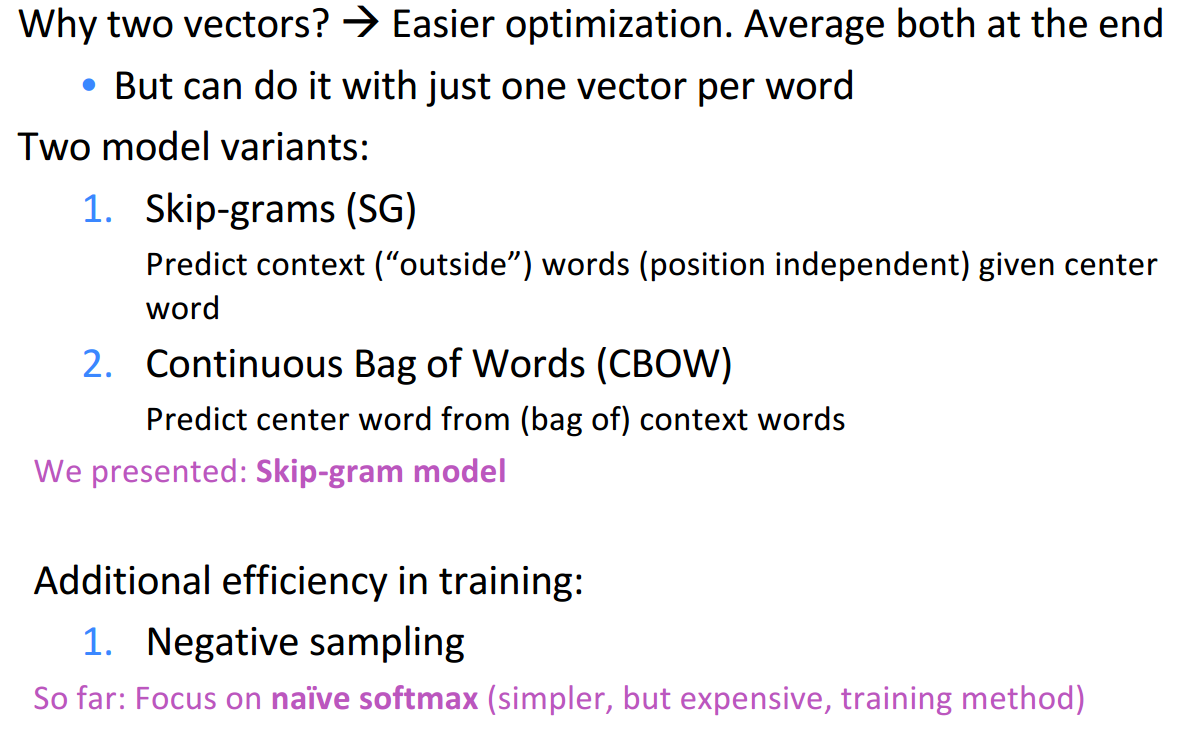 Why two vectors? → Easier optimization. Average both at the end
• But can do it with just one vector per word
Two model variants:
1. Skip-grams (SG)
Predict context (“outside”) words (position independent) given center
word
2. Continuous Bag of Words (CBOW)
Predict center word from (bag of) context words
We presented: Skip-gram model
Additional efficiency in training:
1. Negative sampling
So far: Focus on naïve softmax (simpler, but expensive, training method)